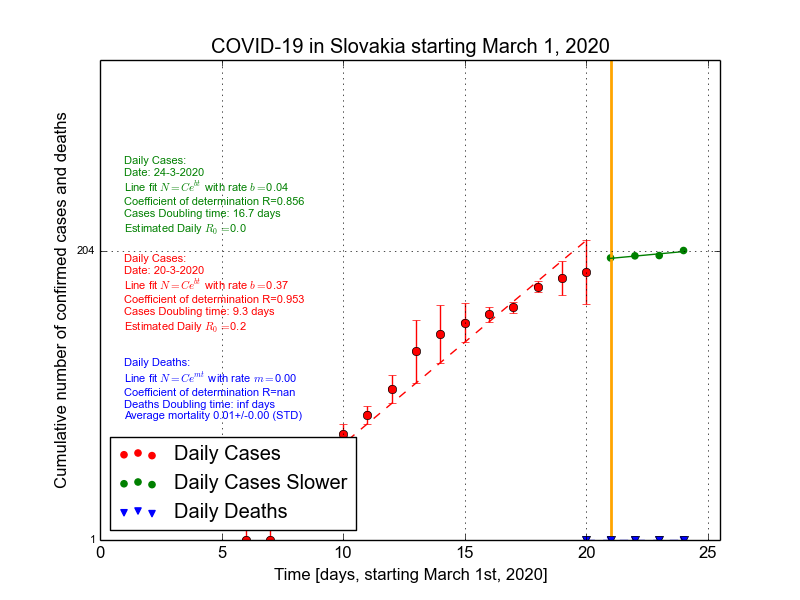 COVID-19 in Slovakia starting March 1, 2020
Cumulative number of confirmed cases and deaths
Daily Cases:
Date: 24-3-2020
Line fit N = Ce^{bt} with rate b =0.04
Coefficient of determination R=0.856
Cases Doubling time: 16.7 days
Estimated Daily R_0 =0.0
204
Daily Cases:
Date: 20-3-2020
Line fit N = Ce^{bt} with rate b =0.37
Coefficient of determination R=0.953
Cases Doubling time: 9.3 days
Estimated Daily R_0 =0.2
Daily Deaths:
Line fit N = Ce^{mt} with rate m =0.00
Coefficient of determination R=nan
Deaths Doubling time: inf days
Average mortality 0.01+/-0.00 (STD)
Daily Cases
Daily Cases Slower
Daily Deaths
1
0 5 10 15 20 25
Time [days, starting March 1st, 2020]